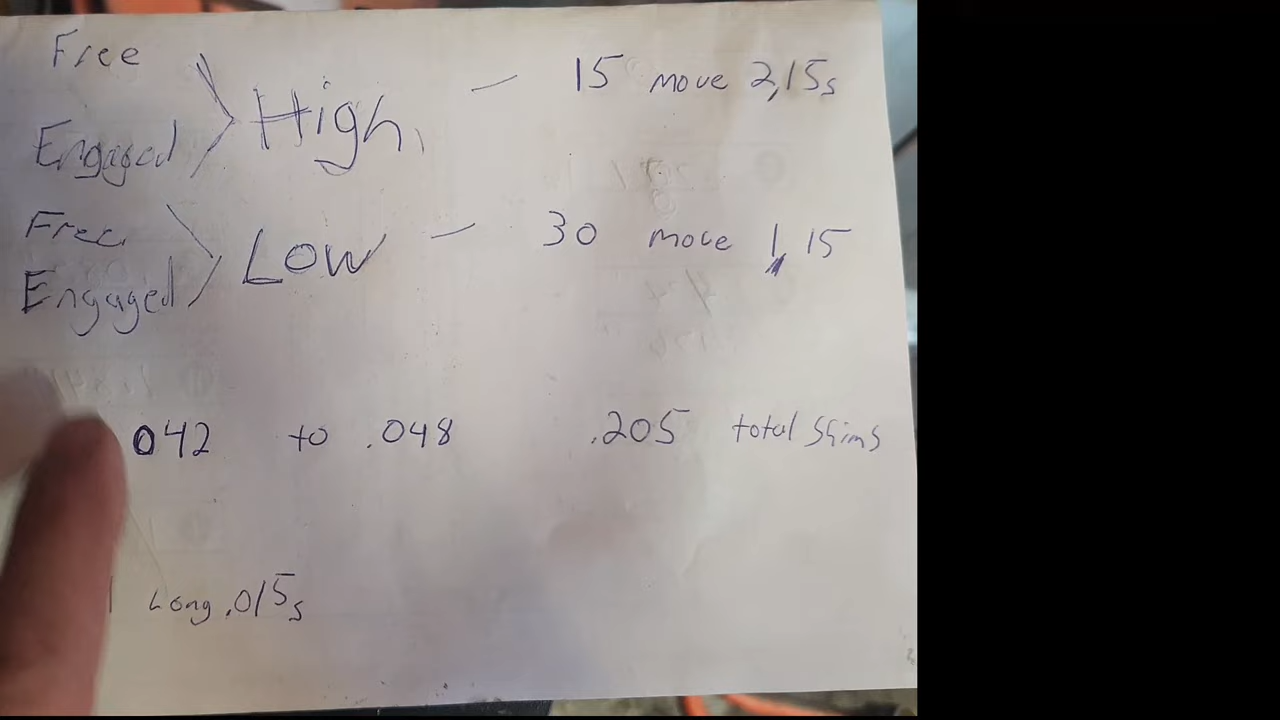 Free
Engaged > High, - 15 move 2,15s
Free
Engaged > Low - 30 move 1,15
.042 to .048 .205 total shims
Long .015s